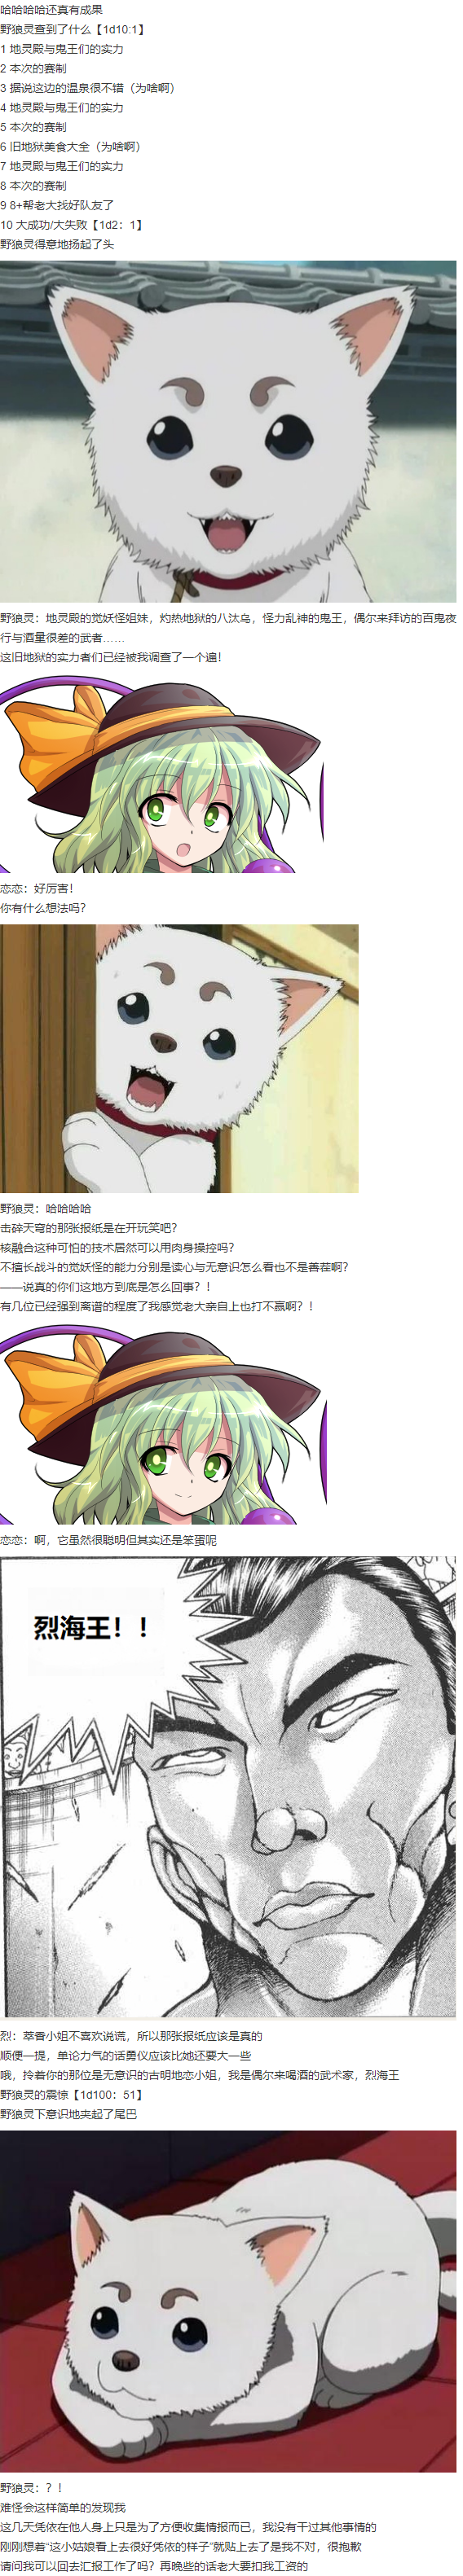 哈哈哈哈还真有成果
野狼灵查到了什么【1d10:1】
1 地灵殿与鬼王们的实力
2 本次的赛制
3 据说这边的温泉很不错（为啥啊）
4 地灵殿与鬼王们的实力
5 本次的赛制
6 旧地狱美食大全（为啥啊）
7 地灵殿与鬼王们的实力
8 本次的赛制
9 8+帮老大找好队友了
10 大成功/大失败【1d2：1】
野狼灵得意地扬起了头
野狼灵：地灵殿的觉妖怪姐妹，灼热地狱的八汰乌，怪力乱神的鬼王，偶尔来拜访的百鬼夜
行与酒量很差的武者……
这旧地狱的实力者们已经被我调查了一个遍！
恋恋：好厉害！
你有什么想法吗？
野狼灵：哈哈哈哈
击碎天穹的那张报纸是在开玩笑吧？
核融合这种可怕的技术居然可以用肉身操控吗？
不擅长战斗的觉妖怪的能力分别是读心与无意识怎么看也不是善茬啊？
——说真的你们这地方到底是怎么回事？！
有几位已经强到离谱的程度了我感觉老大亲自上也打不赢啊？！
恋恋：啊，它虽然很聪明但其实还是笨蛋呢
烈海王！！
烈：萃香小姐不喜欢说谎，所以那张报纸应该是真的
顺便一提，单论力气的话勇仪应该比她还要大一些
哦，拎着你的那位是无意识的古明地恋小姐，我是偶尔来喝酒的武术家，烈海王
野狼灵的震惊【1d100：51】
野狼灵下意识地夹起了尾巴
野狼灵：？！
难怪会这样简单的发现我
这几天凭依在他人身上只是为了方便收集情报而已，我没有干过其他事情的
刚刚想着“这小姑娘看上去很好凭依的样子”就贴上去了是我不对，很抱歉
请问我可以回去汇报工作了吗？再晚些的话老大要扣我工资的